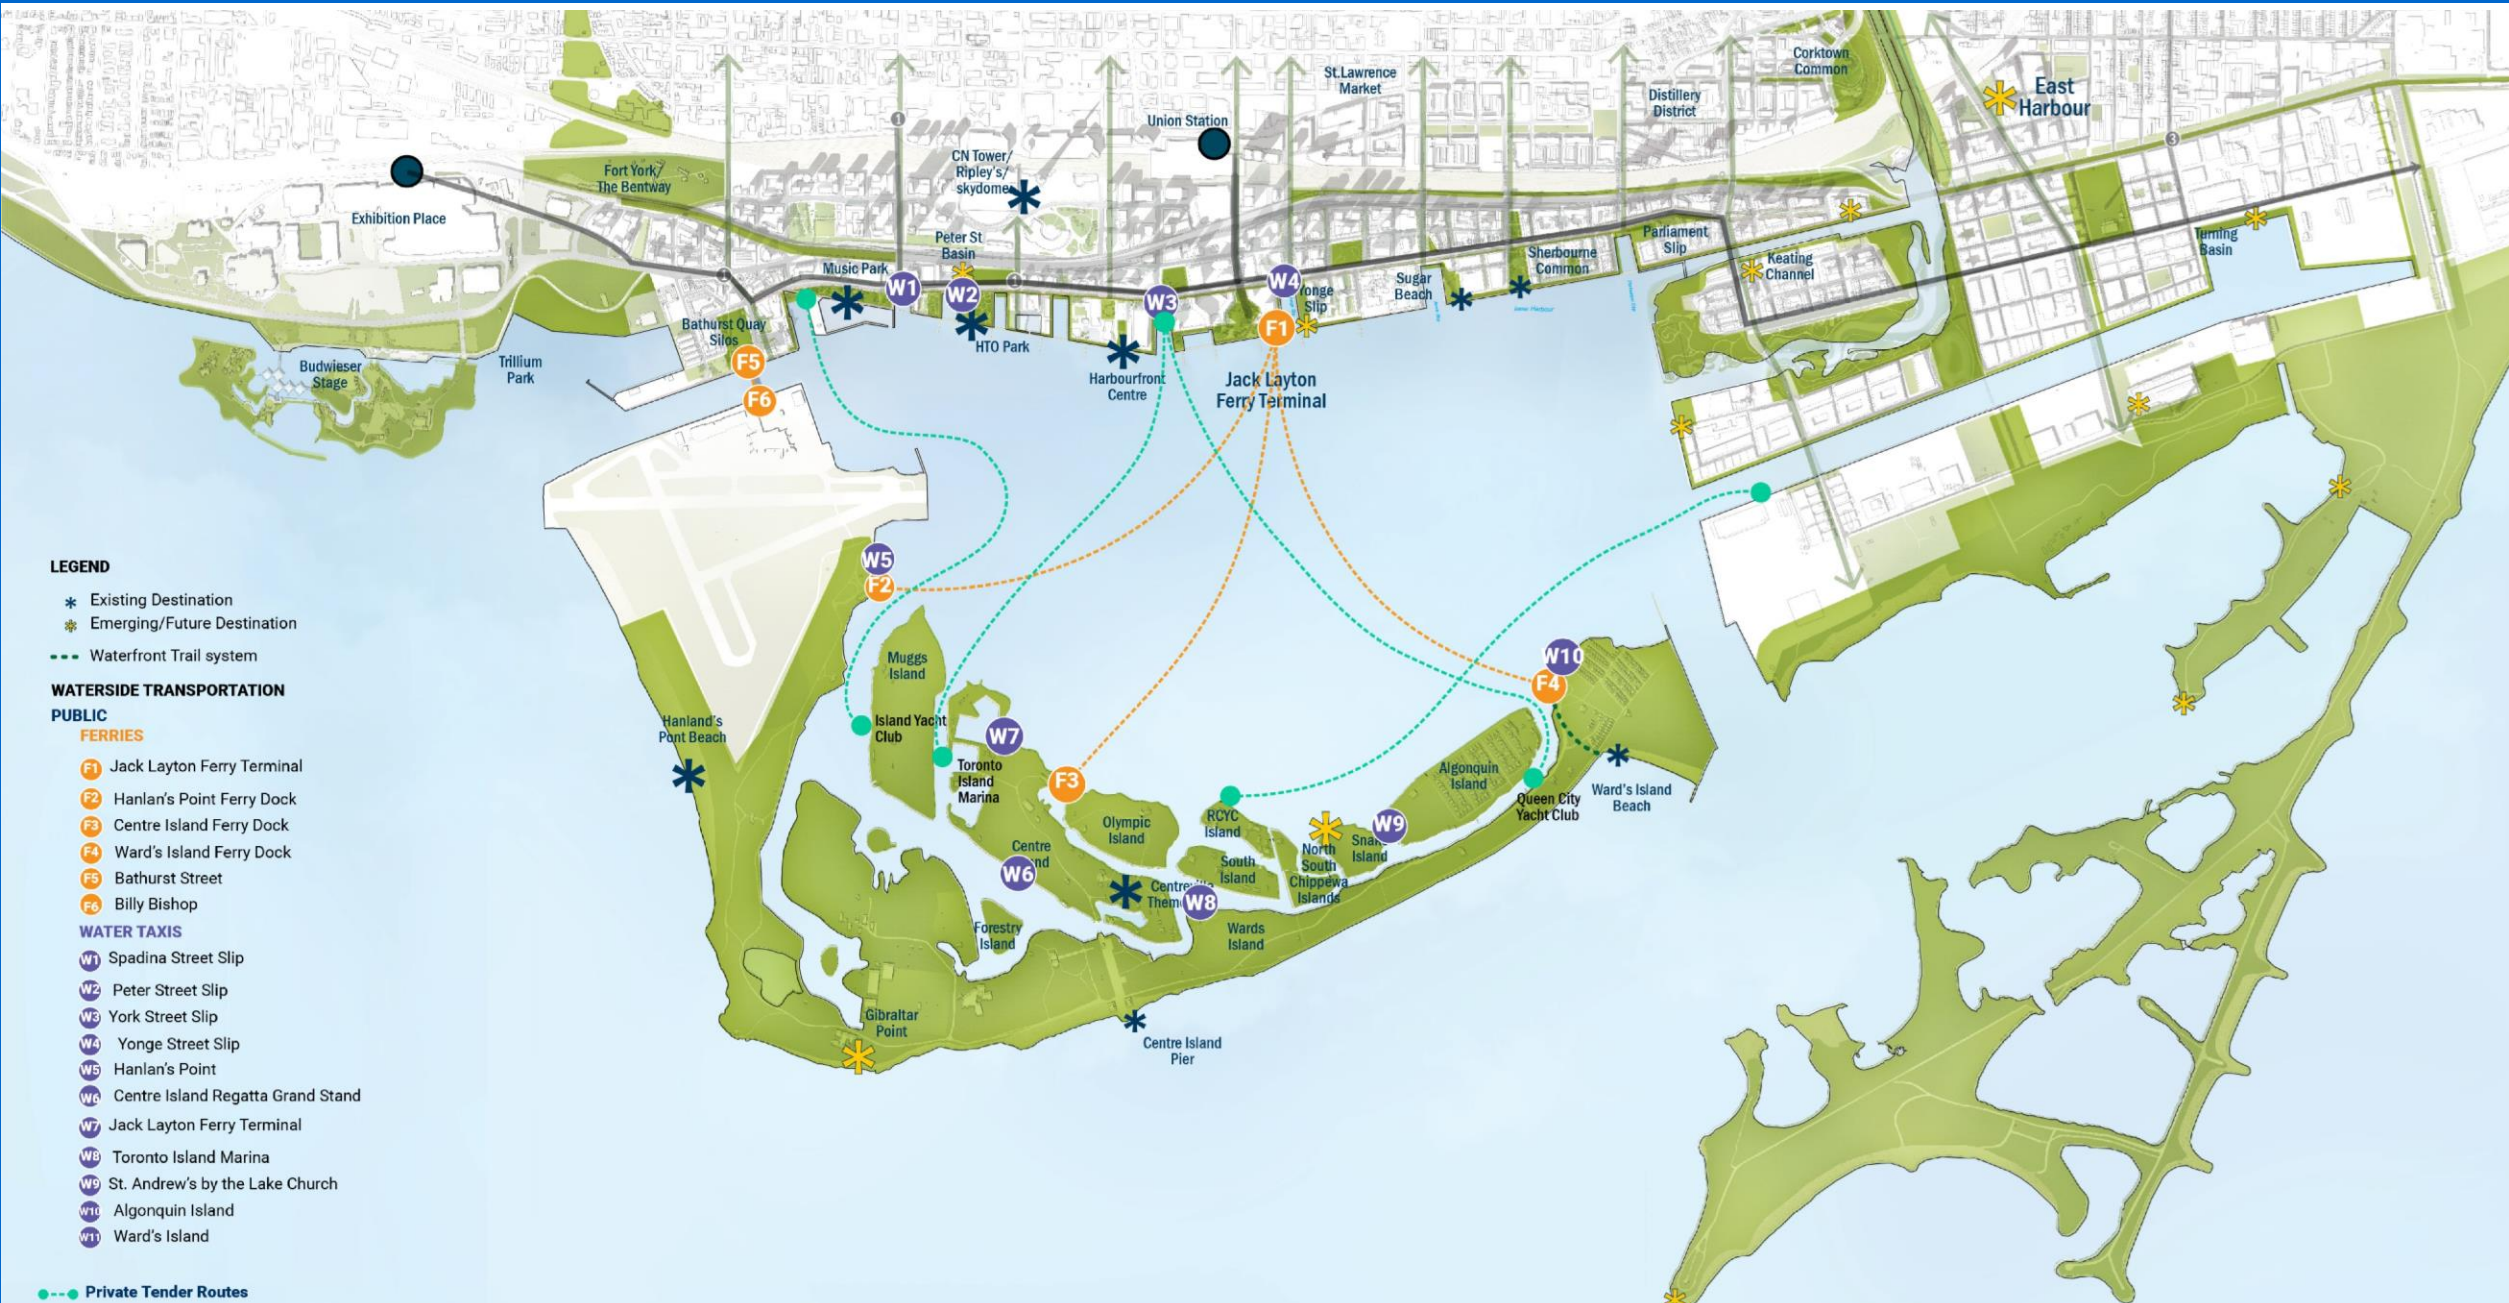 Corktown
Common
East
Harbour
St.Lawrence
Market
Distillery
District
Union Station
1
3
CN Tower/
Ripley's/
skydome
Fort York/
The Bentway
Exhibition Place
Peter St
Basin
Music Park
1
1
W1
W2
W3
W4
Yonge
Slip
Sugar
Beach
Sherbourne
Common
Parliament
Slip
Keating
Channel
Turning
Basin
Bathurst Quay
Silos
F5
F6
F1
HTO Park
Harbourfront
Centre
Jack Layton
Ferry Terminal
Trillium
Park
Budwieser
Stage
W5
F2
Muggs
Island
Island Yacht
Club
Hanland's
Pont Beach
W7
Toronto
Island
Marina
F3
W10
F4
Algonquin
Island
Queen City
Yacht Club
Ward's Island
Beach
Olympic
Island
RCYC
Island
W9
Island
North
South
Chippewa
Islands
South
Island
Centre
W6
W8
Wards
Island
Forestry
Island
Gibraltar
Point
Centre Island
Pier
LEGEND
Existing Destination
Emerging/Future Destination
Waterfront Trail system
WATERSIDE TRANSPORTATION
PUBLIC
FERRIES
F1 Jack Layton Ferry Terminal
F2 Hanlan's Point Ferry Dock
F3 Centre Island Ferry Dock
F4 Ward's Island Ferry Dock
F5 Bathurst Street
F6 Billy Bishop
WATER TAXIS
W1 Spadina Street Slip
W2 Peter Street Slip
W3 York Street Slip
W4 Yonge Street Slip
W5 Hanlan's Point
W6 Centre Island Regatta Grand Stand
W7 Jack Layton Ferry Terminal
W8 Toronto Island Marina
W9 St. Andrew's by the Lake Church
W10 Algonquin Island
W11 Ward's Island
Private Tender Routes